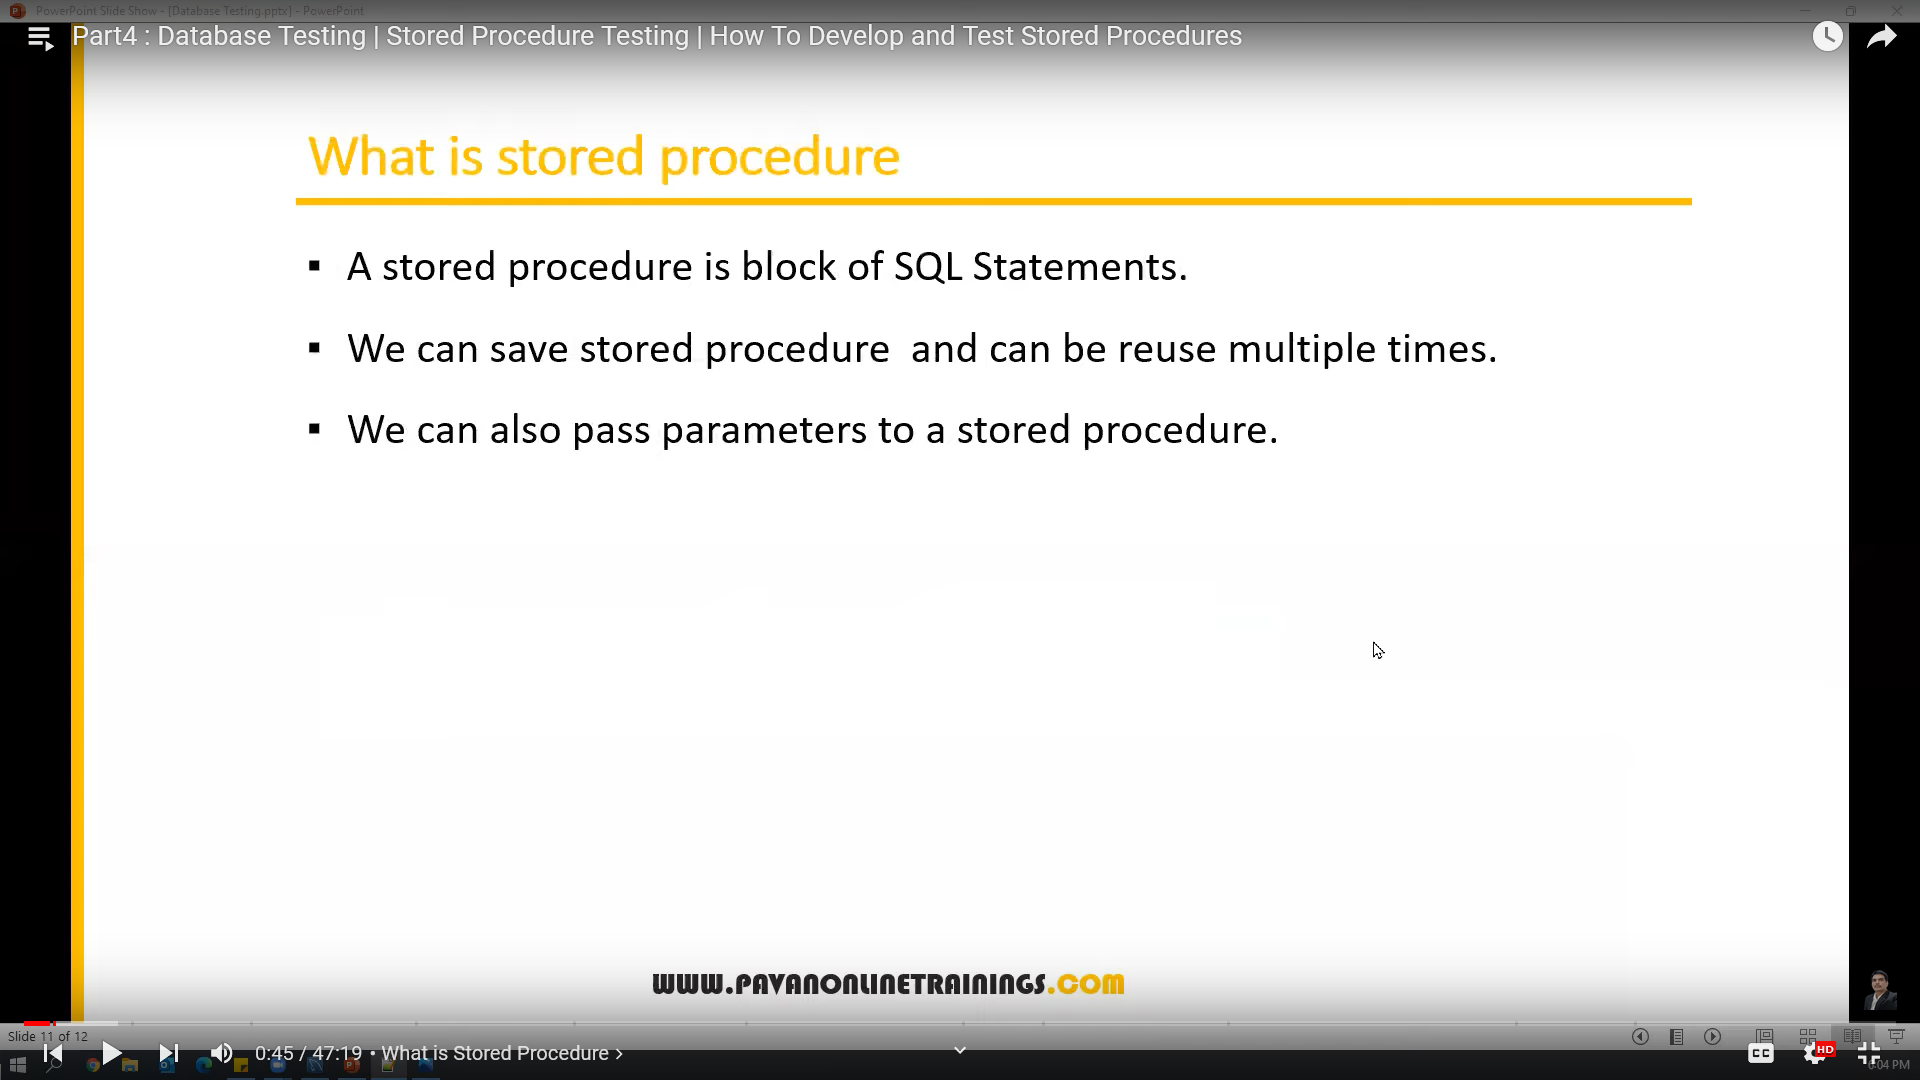 PowerPoint Slide Show - [Database Testing.pptx] - PowerPoint
Part4 : Database Testing | Stored Procedure Testing | How To Develop and Test Stored Procedures
What is stored procedure
▪ A stored procedure is block of SQL Statements.
▪ We can save stored procedure and can be reuse multiple times.
▪ We can also pass parameters to a stored procedure.
WWW.PAVANONLINETRAININGS.COM
Slide 11 of 12
0:45 / 47:19 • What is Stored Procedure ›
CC
HD
6:04 PM